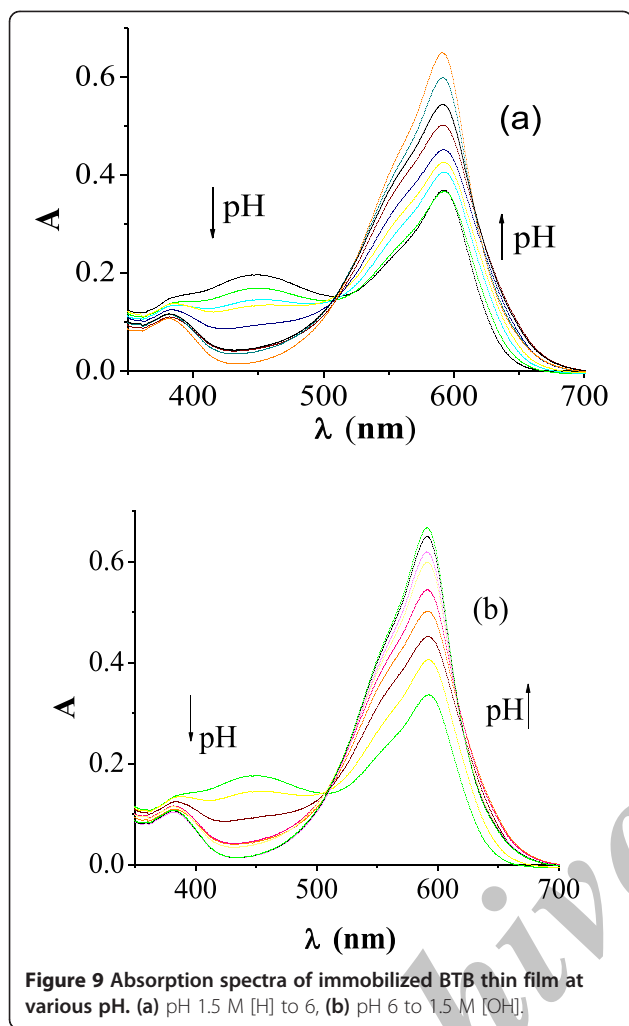 0.6
(a)
pH
0.4
A
pH
0.2
0.0
400 500 600 700
λ (nm)
0.6
(b)
0.4
A
pH
pH
0.2
0.0
400 500 600 700
λ (nm)
Figure 9 Absorption spectra of immobilized BTB thin film at
various pH. (a) pH 1.5 M [H] to 6, (b) pH 6 to 1.5 M [OH].
hive